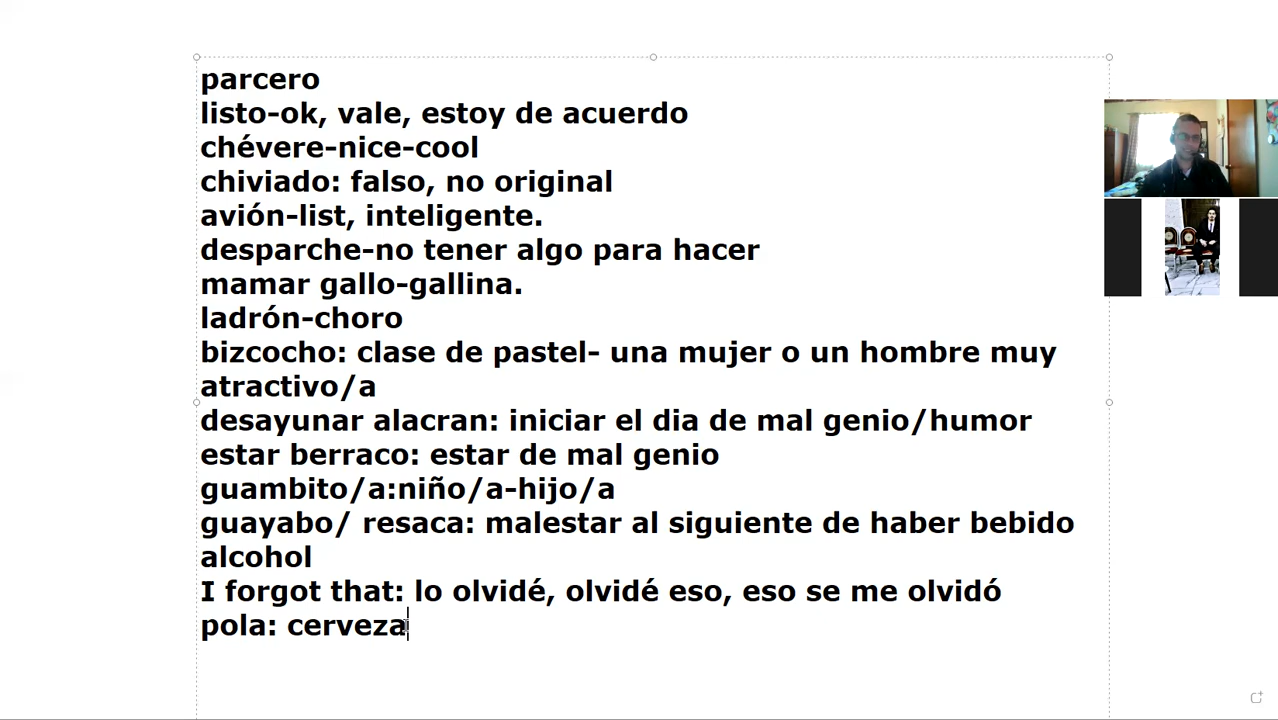 parcero
listo-ok, vale, estoy de acuerdo
chévere-nice-cool
chiviado: falso, no original
avión-list, inteligente.
desparche-no tener algo para hacer
mamar gallo-gallina.
ladrón-choro
bizcocho: clase de pastel- una mujer o un hombre muy
atractivo/a
desayunar alacran: iniciar el dia de mal genio/humor
estar berraco: estar de mal genio
guambito/a:niño/a-hijo/a
guayabo/ resaca: malestar al siguiente de haber bebido
alcohol
I forgot that: lo olvidé, olvidé eso, eso se me olvidó
pola: cerveza